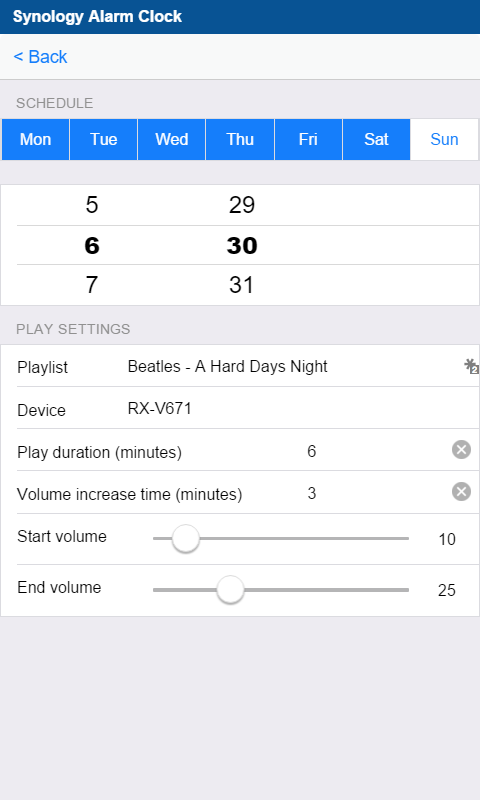 Synology Alarm Clock
< Back
SCHEDULE
Mon Tue Wed Thu Fri Sat Sun
5 29
6 30
7 31
PLAY SETTINGS
Playlist Beatles - A Hard Days Night
Device RX-V671
Play duration (minutes) 6
Volume increase time (minutes) 3
Start volume 10
End volume 25